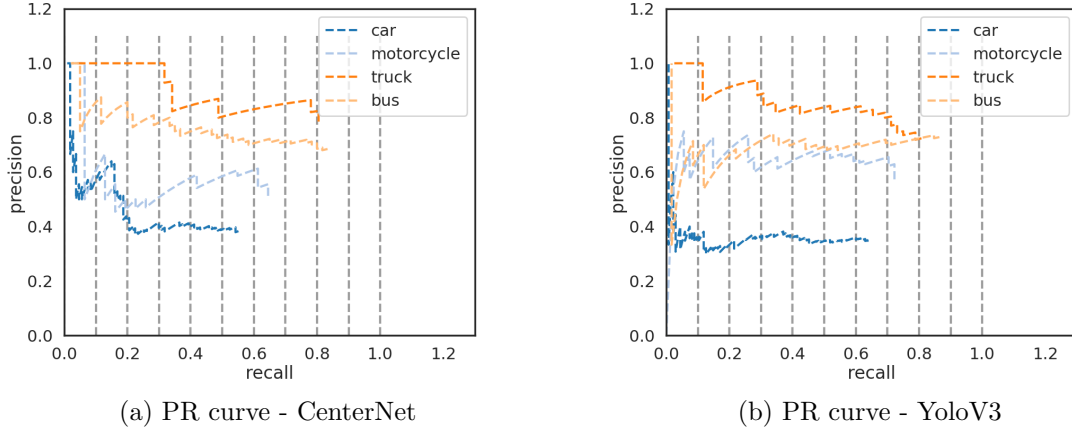 1.2
1.0
0.8
0.6
0.4
0.2
0.0
precision
0.0 0.2 0.4 0.6 0.8 1.0 1.2
recall
car
motorcycle
truck
bus
(a) PR curve - CenterNet
1.2
1.0
0.8
0.6
0.4
0.2
0.0
precision
0.0 0.2 0.4 0.6 0.8 1.0 1.2
recall
car
motorcycle
truck
bus
(b) PR curve - YoloV3